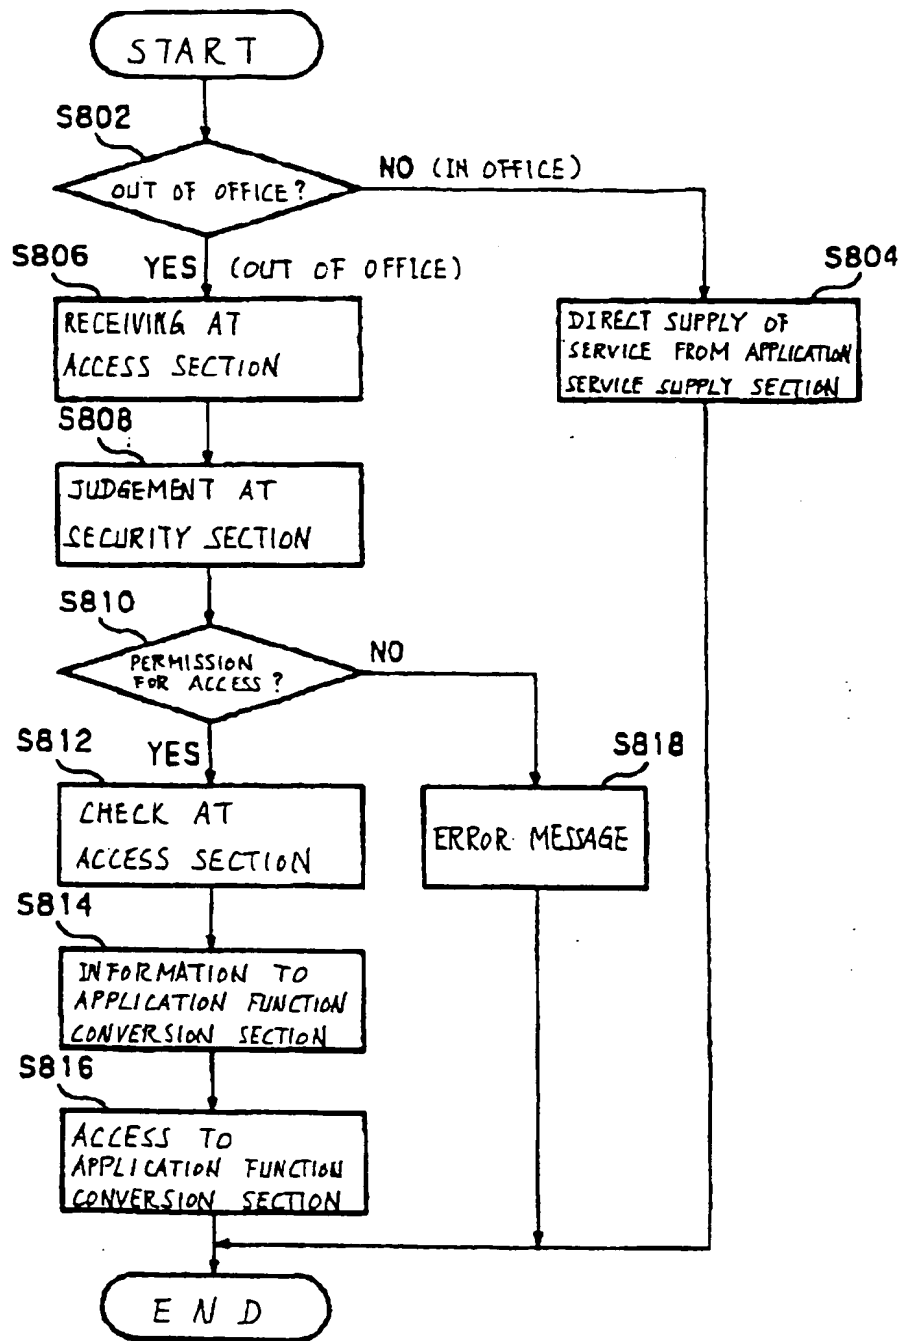 START
S802
OUT OF OFFICE?
NO (IN OFFICE)
YES (OUT OF OFFICE)
S806
RECEIVING AT
ACCESS SECTION
S804
DIRECT SUPPLY OF
SERVICE FROM APPLICATION
SERVICE SUPPLY SECTION
S808
JUDGEMENT AT
SECURITY SECTION
S810
PERMISSION
FOR ACCESS?
NO
YES
S812
CHECK AT
ACCESS SECTION
S818
ERROR MESSAGE
S814
INFORMATION TO
APPLICATION FUNCTION
CONVERSION SECTION
S816
ACCESS TO
APPLICATION FUNCTION
CONVERSION SECTION
END